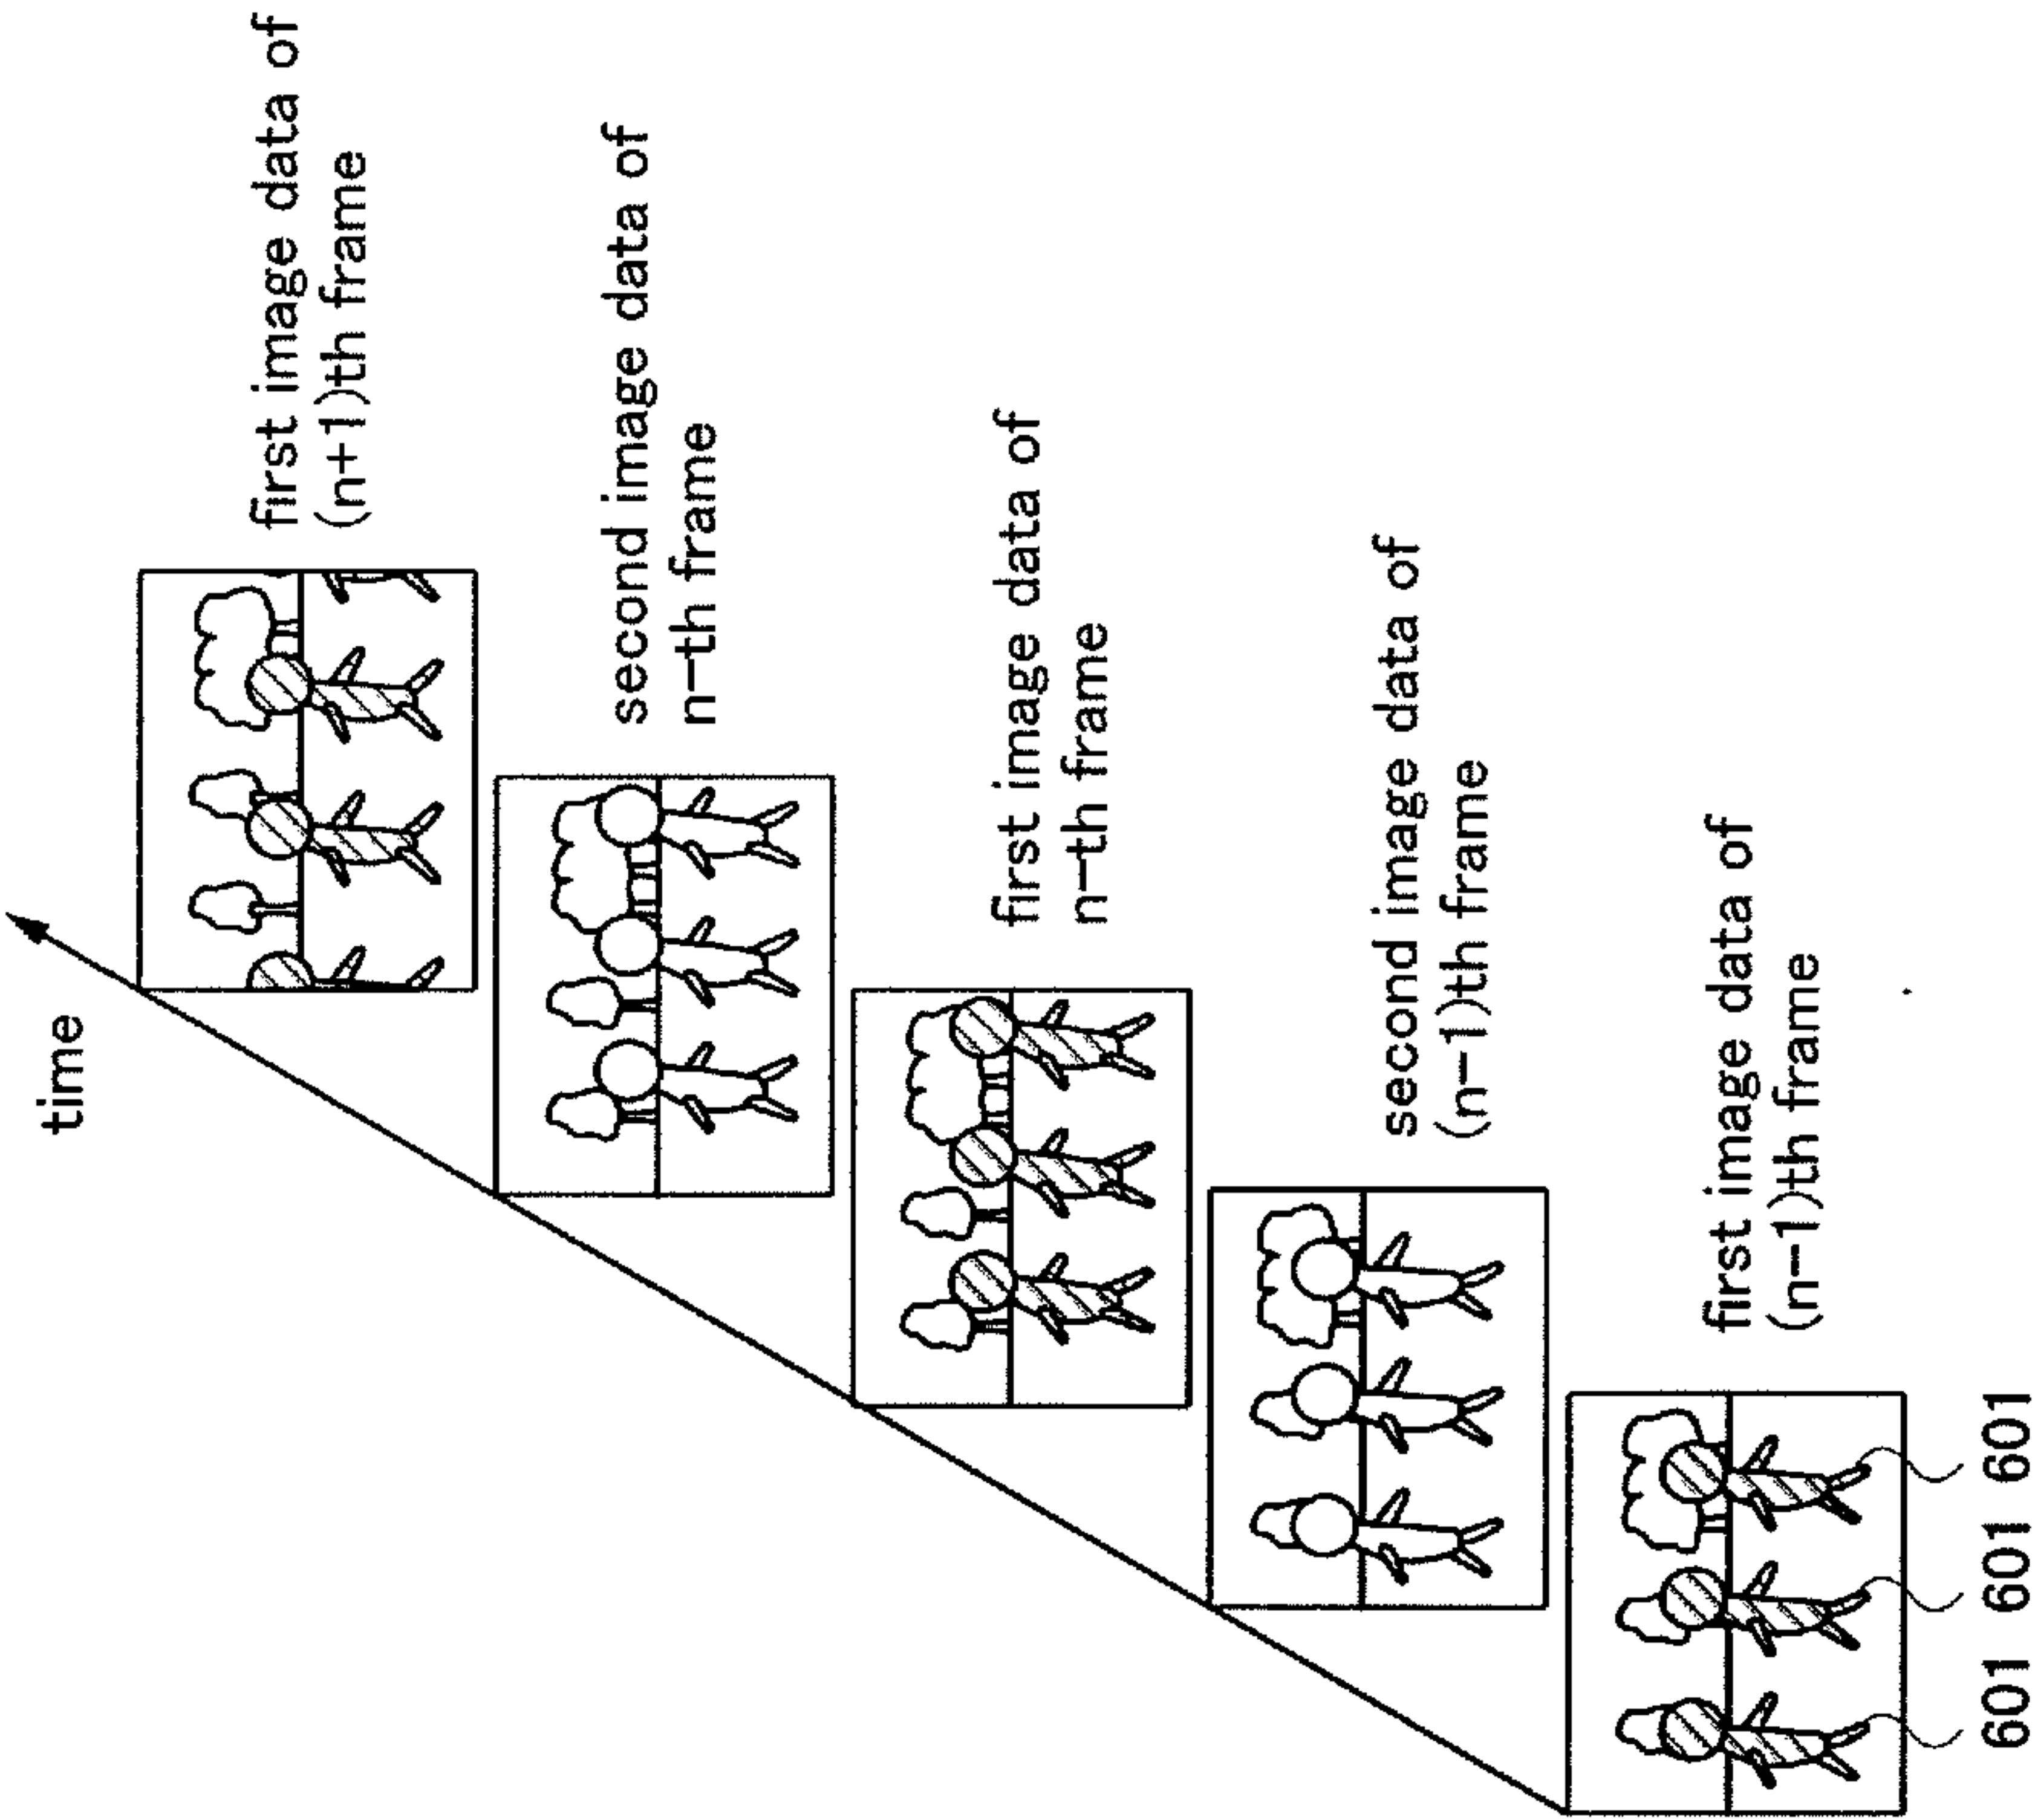 time
first image data of
(n+1)th frame
second image data of
n-th frame
first image data of
n-th frame
second image data of
(n-1)th frame
first image data of
(n-1)th frame
601 601 601